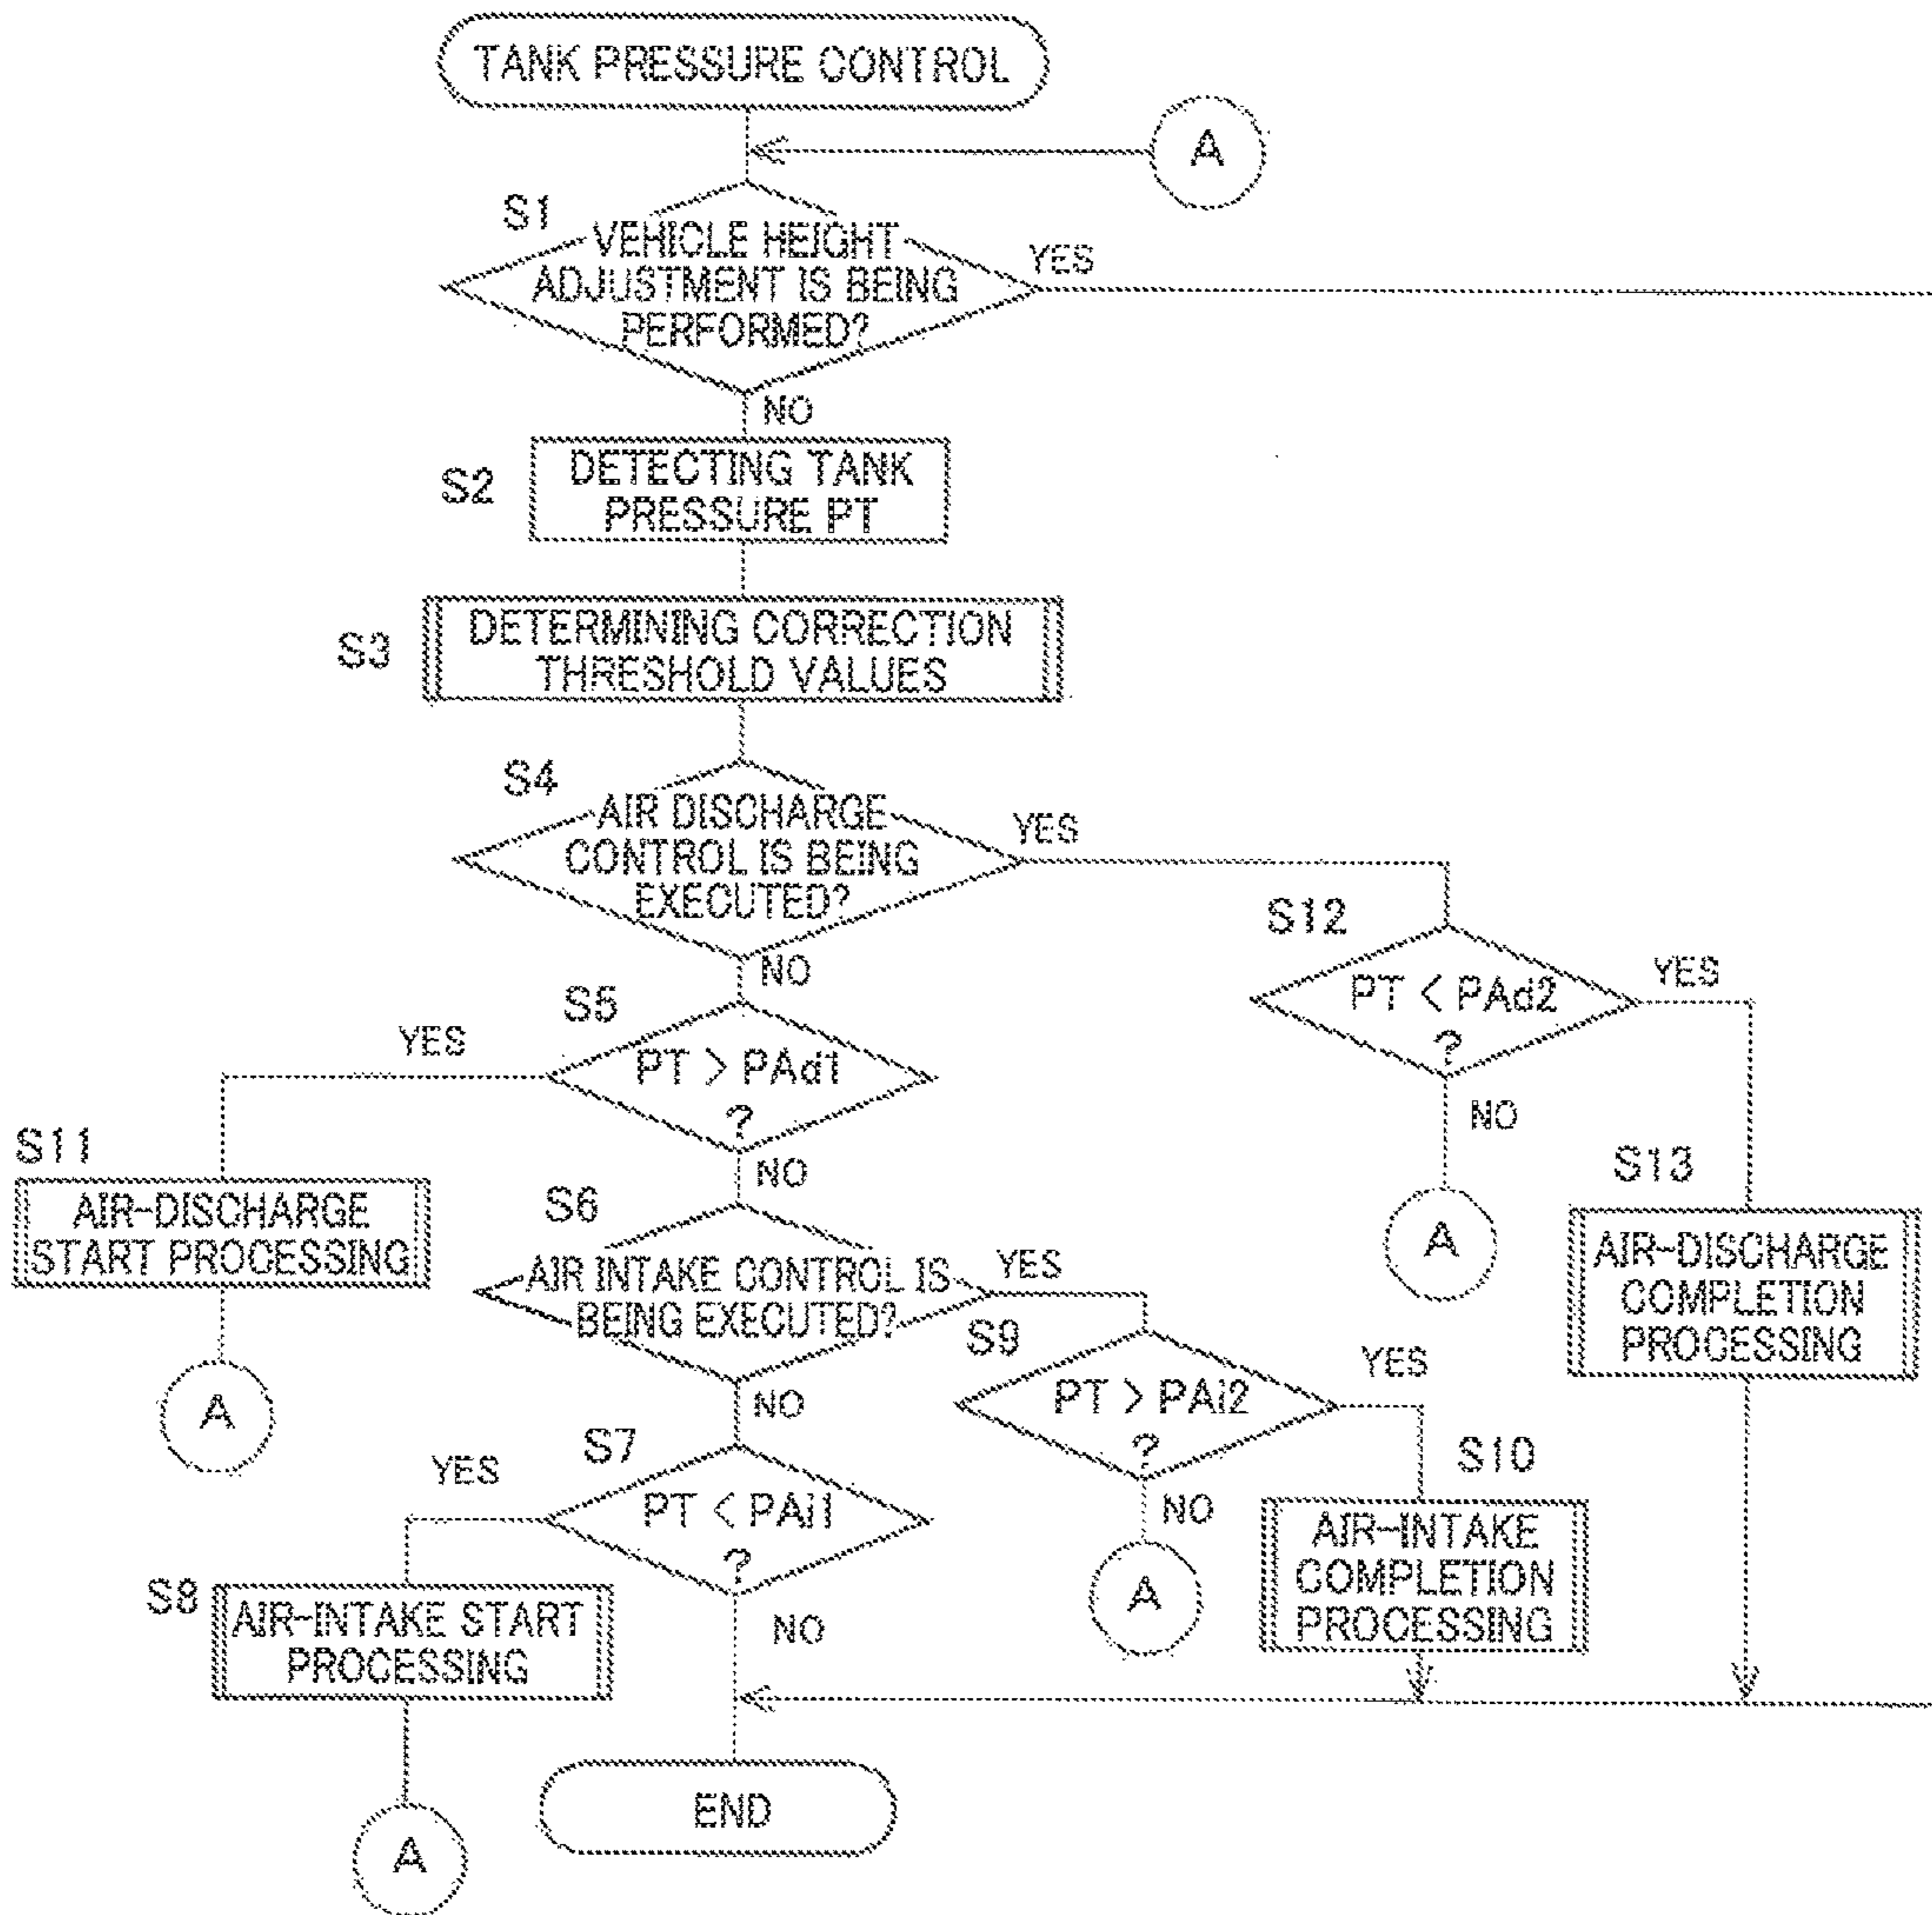 TANK PRESSURE CONTROL
A
S1
VEHICLE HEIGHT
ADJUSTMENT IS BEING
PERFORMED?
YES
NO
S2
DETECTING TANK
PRESSURE PT
S3
DETERMINING CORRECTION
THRESHOLD VALUES
S4
AIR DISCHARGE
CONTROL IS BEING
EXECUTED?
YES
NO
S12
PT < PAd2
?
YES
NO
A
S13
AIR-DISCHARGE
COMPLETION
PROCESSING
S5
PT > PAd1
?
YES
NO
S11
AIR-DISCHARGE
START PROCESSING
A
S6
AIR INTAKE CONTROL IS
BEING EXECUTED?
YES
NO
S9
PT > PAi2
?
YES
NO
A
S10
AIR-INTAKE
COMPLETION
PROCESSING
S7
PT < PAi1
?
YES
NO
S8
AIR-INTAKE START
PROCESSING
A
END